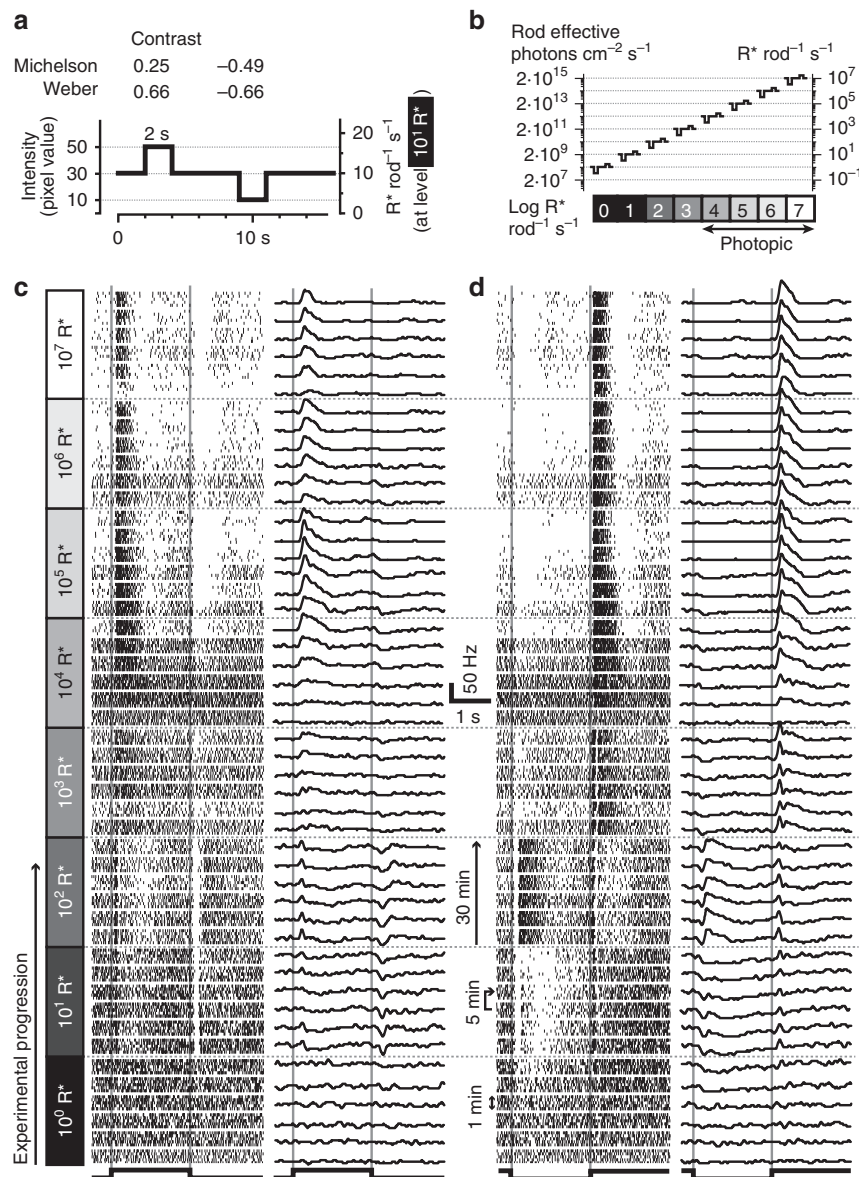 a
Contrast
Michelson 0.25 −0.49
Weber 0.66 −0.66
2 s
Intensity
(pixel value)
50
30
10
20
10
0
R* rod⁻¹ s⁻¹
(at level 10¹ R*)
0
10 s
b
Rod effective
photons cm⁻² s⁻¹
R* rod⁻¹ s⁻¹
2·10¹⁵
2·10¹³
2·10¹¹
2·10⁹
2·10⁷
10⁷
10⁵
10³
10¹
10⁻¹
Log R*
rod⁻¹ s⁻¹
0 1 2 3 4 5 6 7
Photopic
c
d
10⁷ R*
10⁶ R*
10⁵ R*
10⁴ R*
10³ R*
10² R*
10¹ R*
10⁰ R*
Experimental progression
50 Hz
1 s
30 min
5 min
1 min